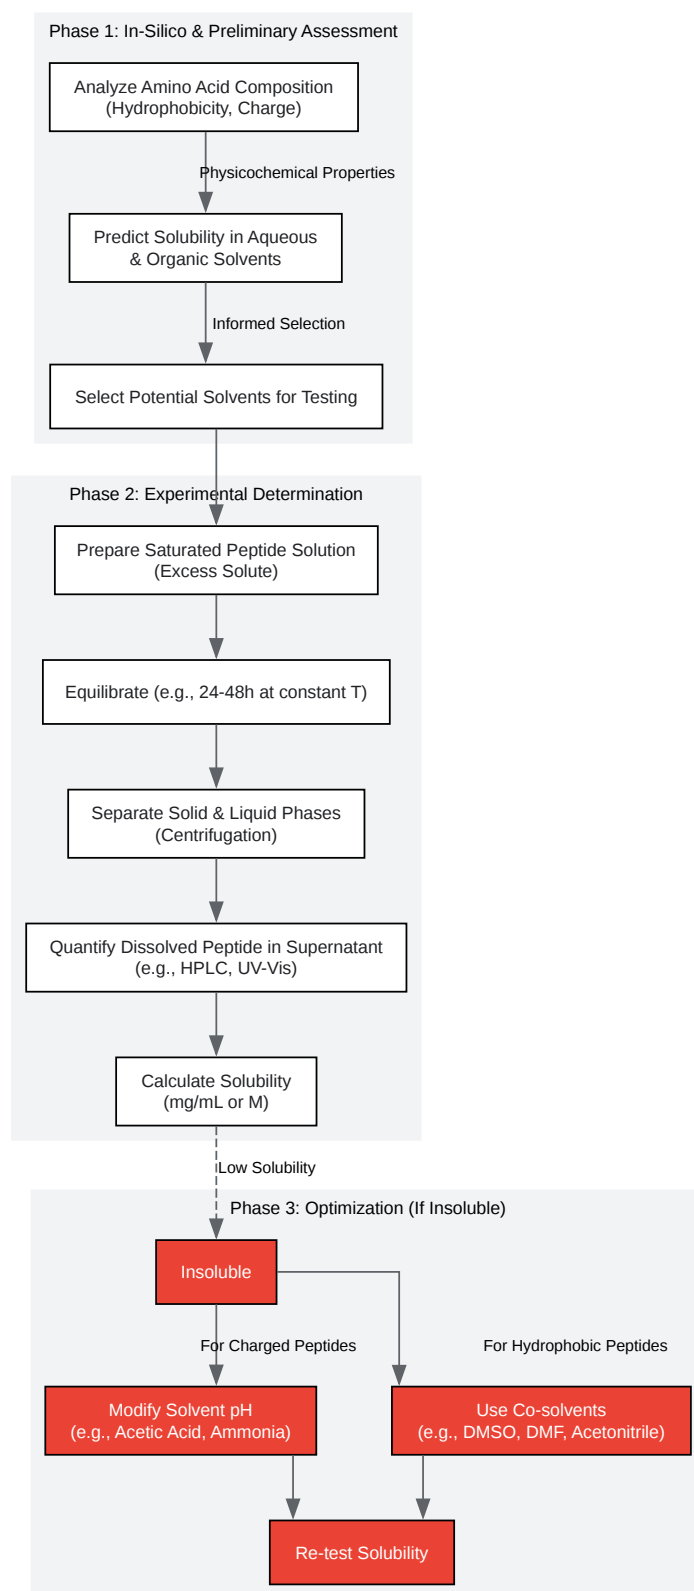 Phase 1: In-Silico & Preliminary Assessment
Analyze Amino Acid Composition
(Hydrophobicity, Charge)
Physicochemical Properties
Predict Solubility in Aqueous
& Organic Solvents
Informed Selection
Select Potential Solvents for Testing
Phase 2: Experimental Determination
Prepare Saturated Peptide Solution
(Excess Solute)
Equilibrate (e.g., 24-48h at constant T)
Separate Solid & Liquid Phases
(Centrifugation)
Quantify Dissolved Peptide in Supernatant
(e.g., HPLC, UV-Vis)
Calculate Solubility
(mg/mL or M)
Low Solubility
Phase 3: Optimization (If Insoluble)
Insoluble
For Charged Peptides
For Hydrophobic Peptides
Modify Solvent pH
(e.g., Acetic Acid, Ammonia)
Use Co-solvents
(e.g., DMSO, DMF, Acetonitrile)
Re-test Solubility